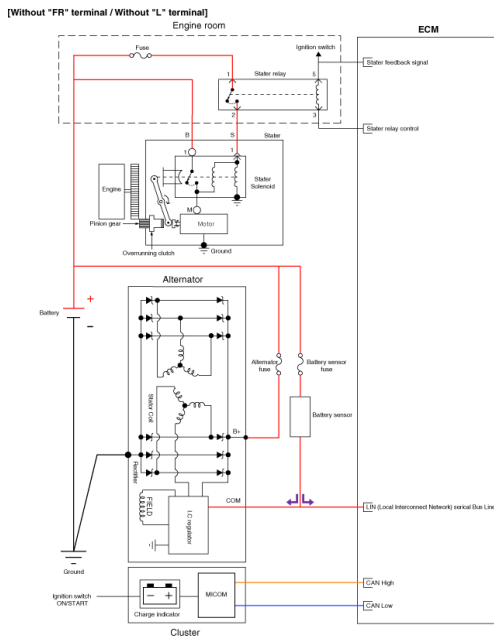 [Without "FR" terminal / Without "L" terminal]
Engine room
ECM
Fuse
Ignition switch
Stater relay
1
5
Stater feedback signal
2
3
Stater relay control
B
S
Stater
1
1
Stater
Solenoid
Engine
M
Motor
Pinion gear
Ground
Overrunning clutch
Alternator
+
Battery
−
Alternator
fuse
Battery sensor
fuse
Stator Coil
Battery sensor
B+
Rectifier
FIELD
I.C regulator
COM
LIN (Local Interconnect Network) serical Bus Line
Ground
Ignition switch
ON/START
− +
MICOM
Charge indicator
CAN High
CAN Low
Cluster